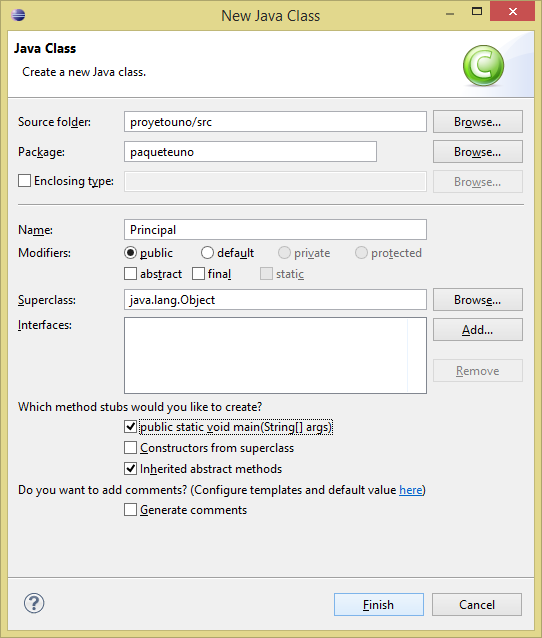 New Java Class
Java Class
Create a new Java class.
C
Source folder: proyetouno/src Browse...
Package: paqueteuno Browse...
Enclosing type: Browse...
Name: Principal
Modifiers: public default private protected
abstract final static
Superclass: java.lang.Object Browse...
Interfaces: Add...
Remove
Which method stubs would you like to create?
public static void main(String[] args)
Constructors from superclass
Inherited abstract methods
Do you want to add comments? (Configure templates and default value here)
Generate comments
? Finish Cancel